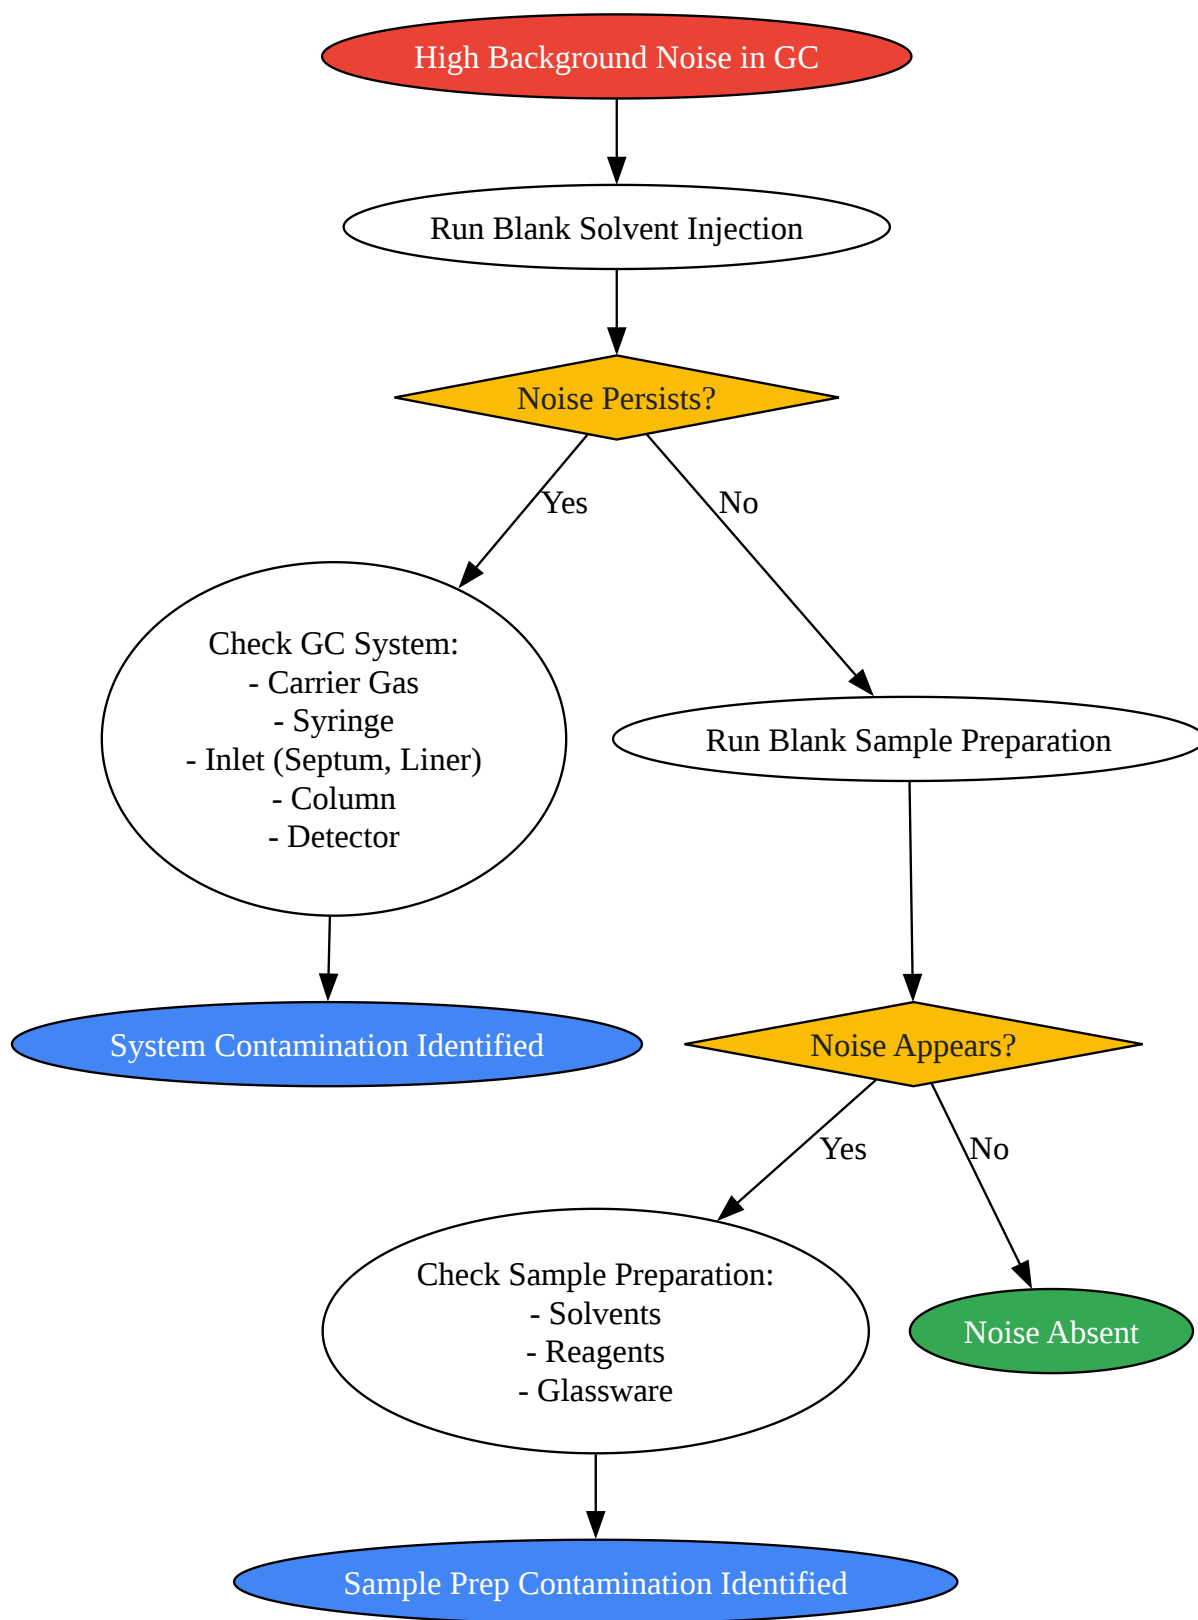 High Background Noise in GC
Run Blank Solvent Injection
Noise Persists?
Yes
No
Check GC System:
- Carrier Gas
- Syringe
- Inlet (Septum, Liner)
- Column
- Detector
Run Blank Sample Preparation
System Contamination Identified
Noise Appears?
Yes
No
Check Sample Preparation:
- Solvents
- Reagents
- Glassware
Noise Absent
Sample Prep Contamination Identified